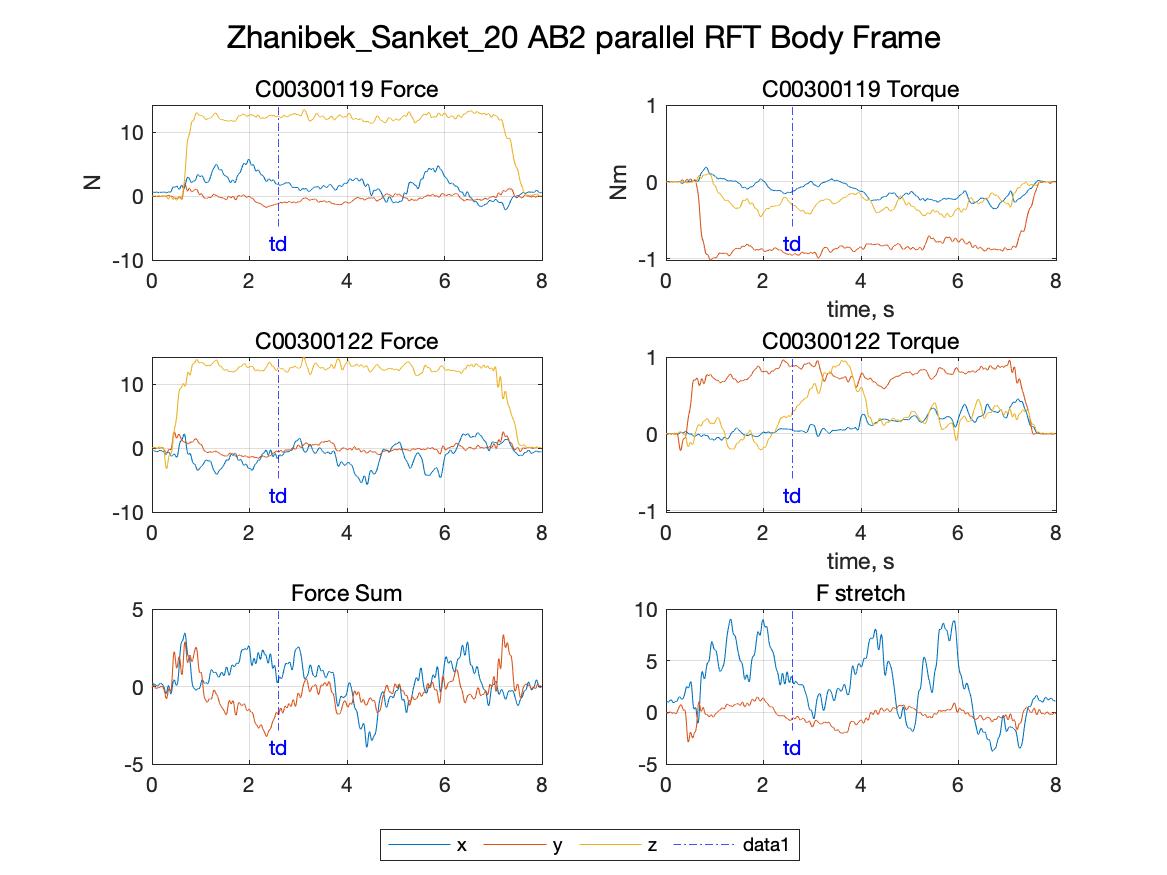 Zhanibek_Sanket_20 AB2 parallel RFT Body Frame
C00300119 Force
N
10
0
-10
td
0 2 4 6 8
C00300119 Torque
Nm
1
0
-1
td
0 2 4 6 8
time, s
C00300122 Force
10
0
-10
td
0 2 4 6 8
C00300122 Torque
1
0
-1
td
0 2 4 6 8
time, s
Force Sum
5
0
-5
td
0 2 4 6 8
F stretch
10
5
0
-5
td
0 2 4 6 8
x y z data1